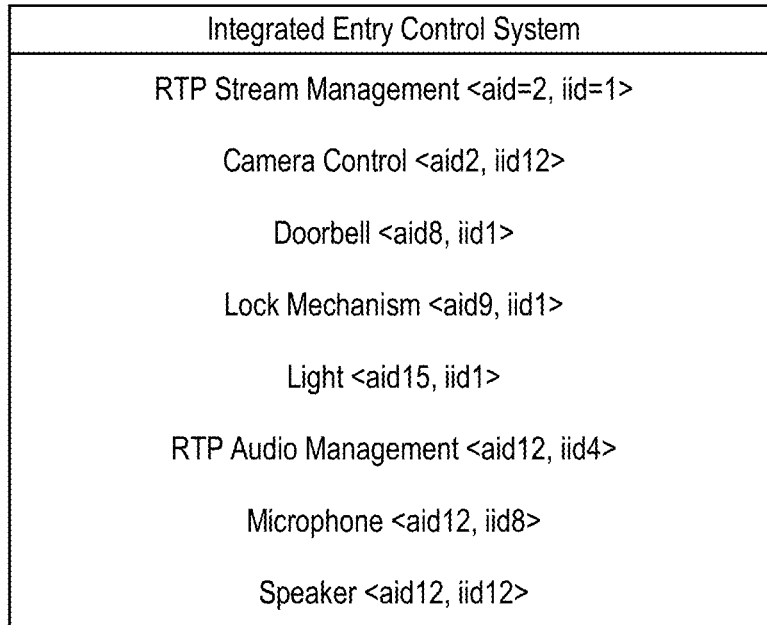 Integrated Entry Control System
RTP Stream Management <aid=2, iid=1>
Camera Control <aid2, iid12>
Doorbell <aid8, iid1>
Lock Mechanism <aid9, iid1>
Light <aid15, iid1>
RTP Audio Management <aid12, iid4>
Microphone <aid12, iid8>
Speaker <aid12, iid12>